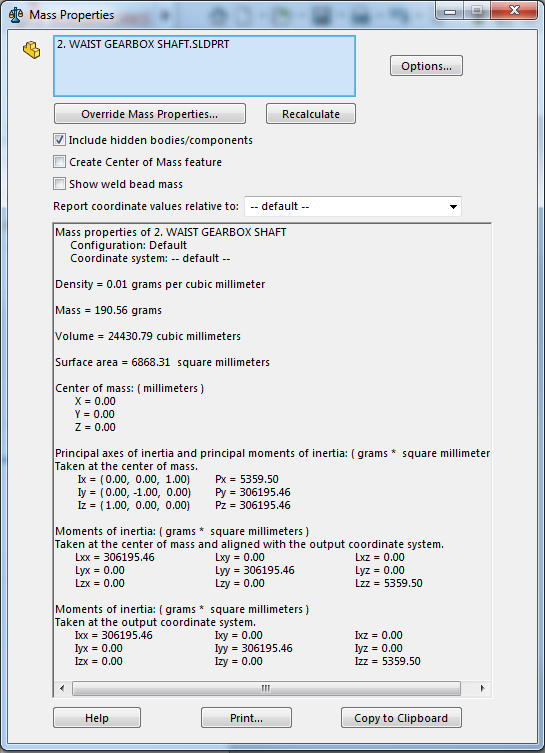 Mass Properties
2. WAIST GEARBOX SHAFT.SLDPRT
Options...
Override Mass Properties... Recalculate
Include hidden bodies/components
Create Center of Mass feature
Show weld bead mass
Report coordinate values relative to: -- default --
Mass properties of 2. WAIST GEARBOX SHAFT
Configuration: Default
Coordinate system: -- default --
Density = 0.01 grams per cubic millimeter
Mass = 190.56 grams
Volume = 24430.79 cubic millimeters
Surface area = 6868.31 square millimeters
Center of mass: ( millimeters )
X = 0.00
Y = 0.00
Z = 0.00
Principal axes of inertia and principal moments of inertia: ( grams * square millimeter
Taken at the center of mass.
Ix = ( 0.00, 0.00, 1.00) Px = 5359.50
Iy = ( 0.00, -1.00, 0.00) Py = 306195.46
Iz = ( 1.00, 0.00, 0.00) Pz = 306195.46
Moments of inertia: ( grams * square millimeters )
Taken at the center of mass and aligned with the output coordinate system.
Lxx = 306195.46 Lxy = 0.00 Lxz = 0.00
Lyx = 0.00 Lyy = 306195.46 Lyz = 0.00
Lzx = 0.00 Lzy = 0.00 Lzz = 5359.50
Moments of inertia: ( grams * square millimeters )
Taken at the output coordinate system.
Ixx = 306195.46 Ixy = 0.00 Ixz = 0.00
Iyx = 0.00 Iyy = 306195.46 Iyz = 0.00
Izx = 0.00 Izy = 0.00 Izz = 5359.50
Help Print... Copy to Clipboard